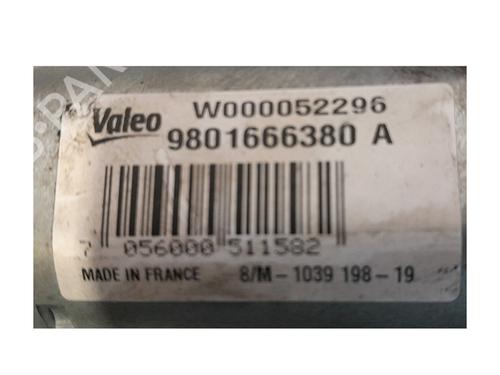 Valeo
W000052296
9801666380 A
7 056000 511582
MADE IN FRANCE
8/M-1039 198-19